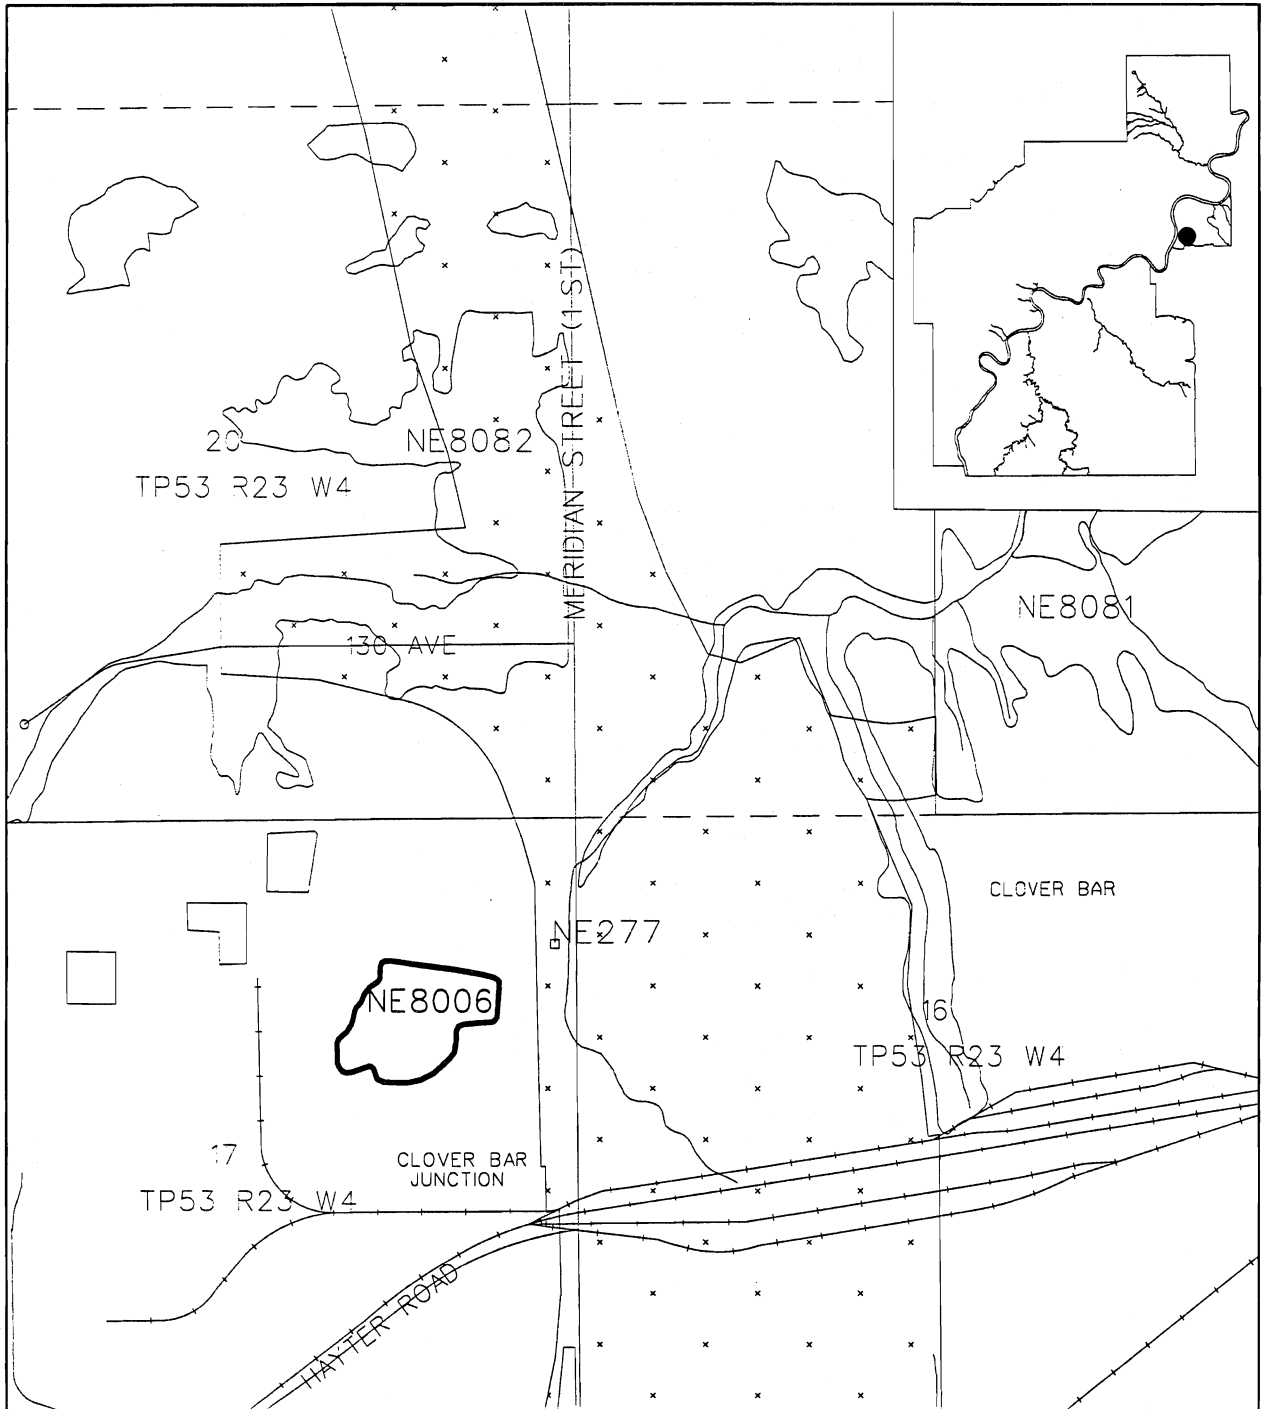 MERIDIAN STREET (1 ST)
20
NE8082
TP53 R23 W4
NE8081
130 AVE
CLOVER BAR
NE277
NE8006
16
TP53 R23 W4
17
CLOVER BAR
JUNCTION
TP53 R23 W4
HAYTER ROAD